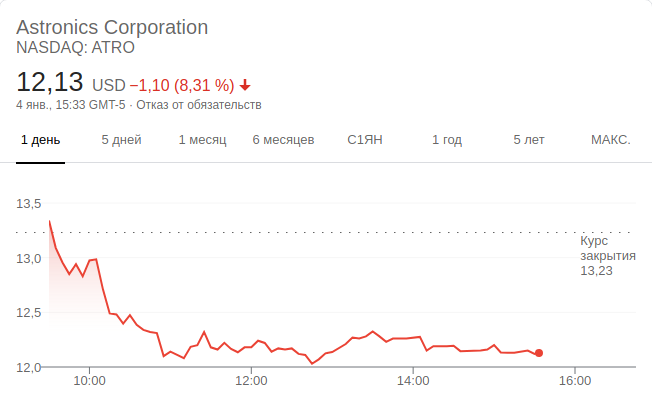 Astronics Corporation
NASDAQ: ATRO
12,13 USD −1,10 (8,31 %)
4 янв., 15:33 GMT-5 · Отказ от обязательств
1 день 5 дней 1 месяц 6 месяцев С1ЯН 1 год 5 лет МАКС.
13,5
Курс
закрытия
13,23
13,0
12,5
12,0
10:00 12:00 14:00 16:00